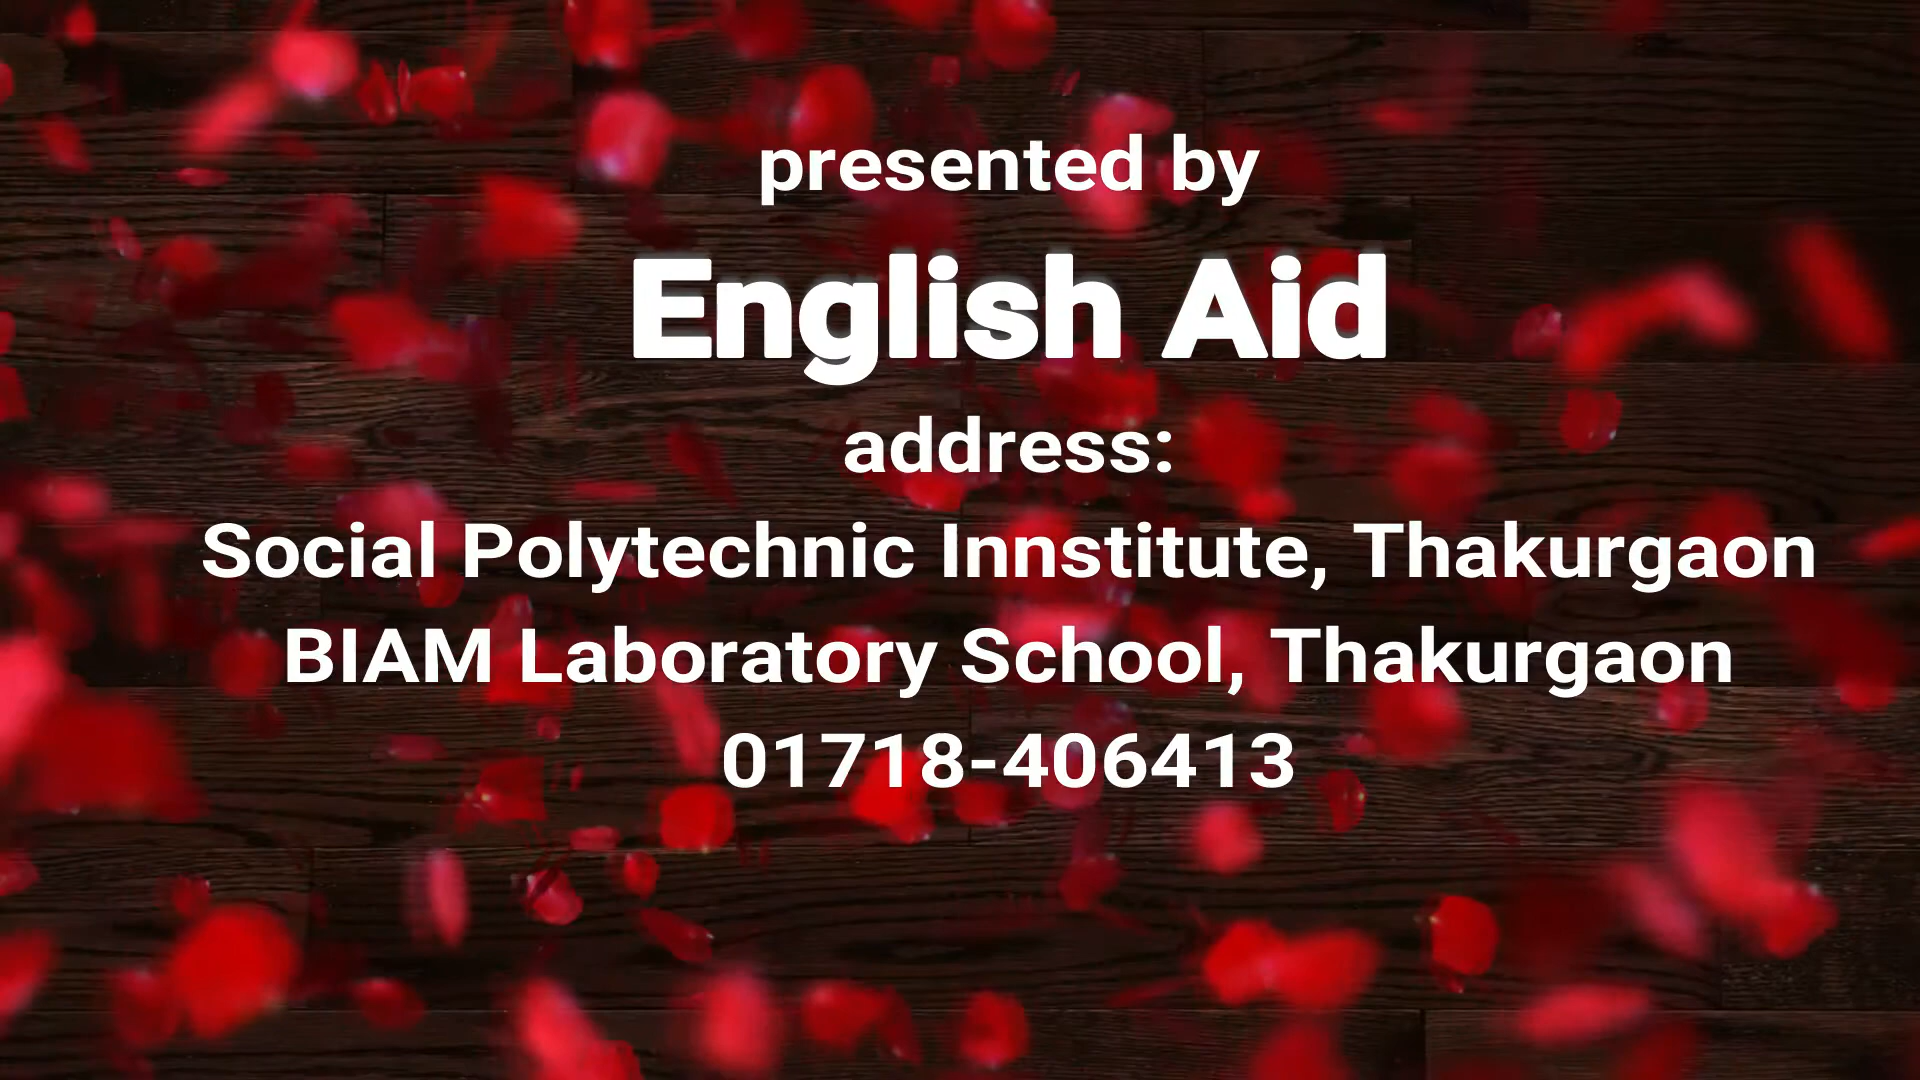 presented by
English Aid
address:
Social Polytechnic Innstitute, Thakurgaon
BIAM Laboratory School, Thakurgaon
01718-406413